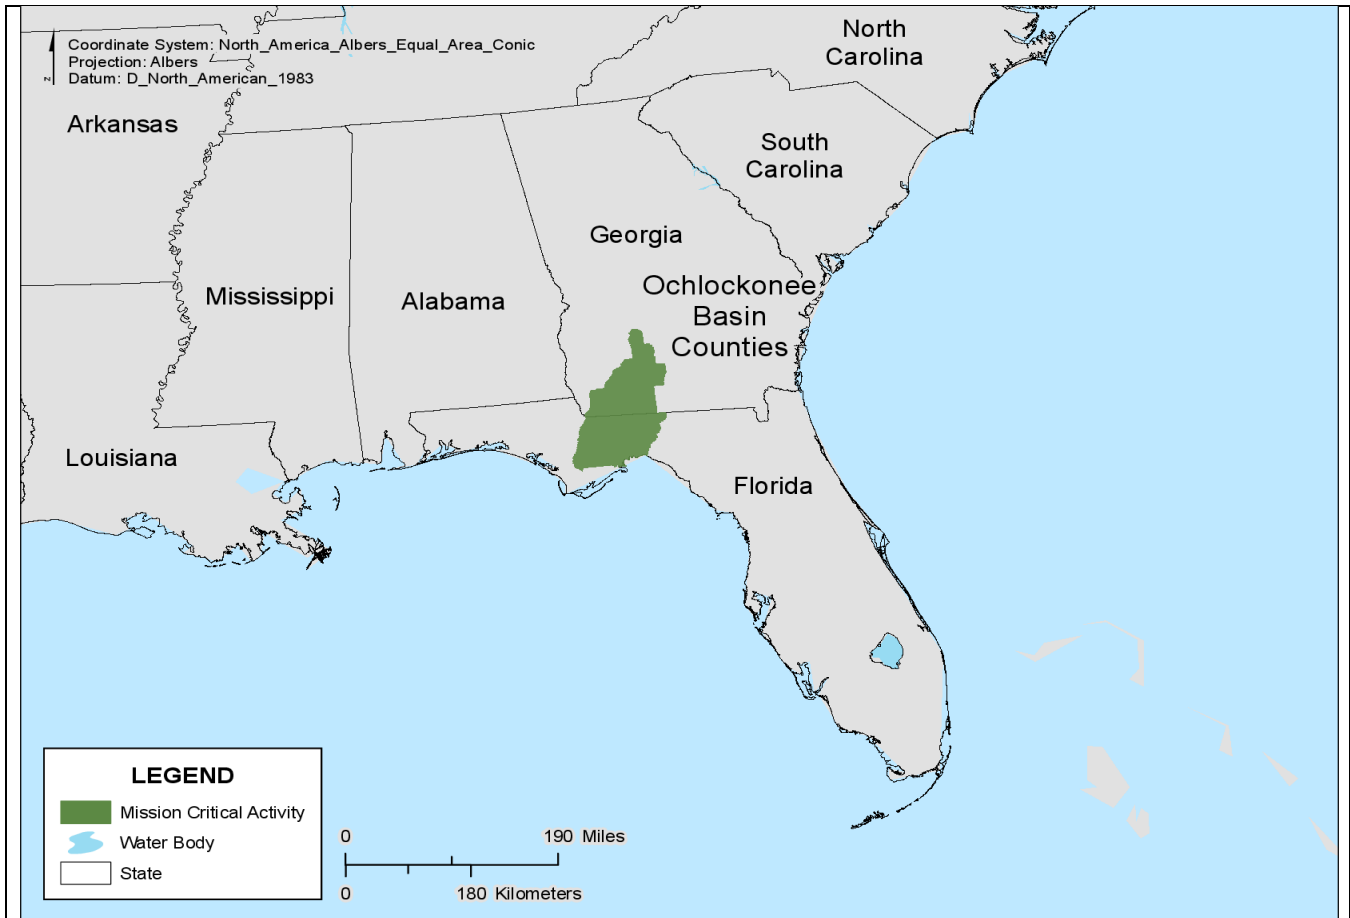 North
Carolina
Coordinate System: North_America_Albers_Equal_Area_Conic
Projection: Albers
Datum: D_North_American_1983
N
Arkansas
South
Carolina
Georgia
Ochlockonee
Basin
Counties
Mississippi
Alabama
Louisiana
Florida
LEGEND
Mission Critical Activity
Water Body
State
0 190 Miles
0 180 Kilometers